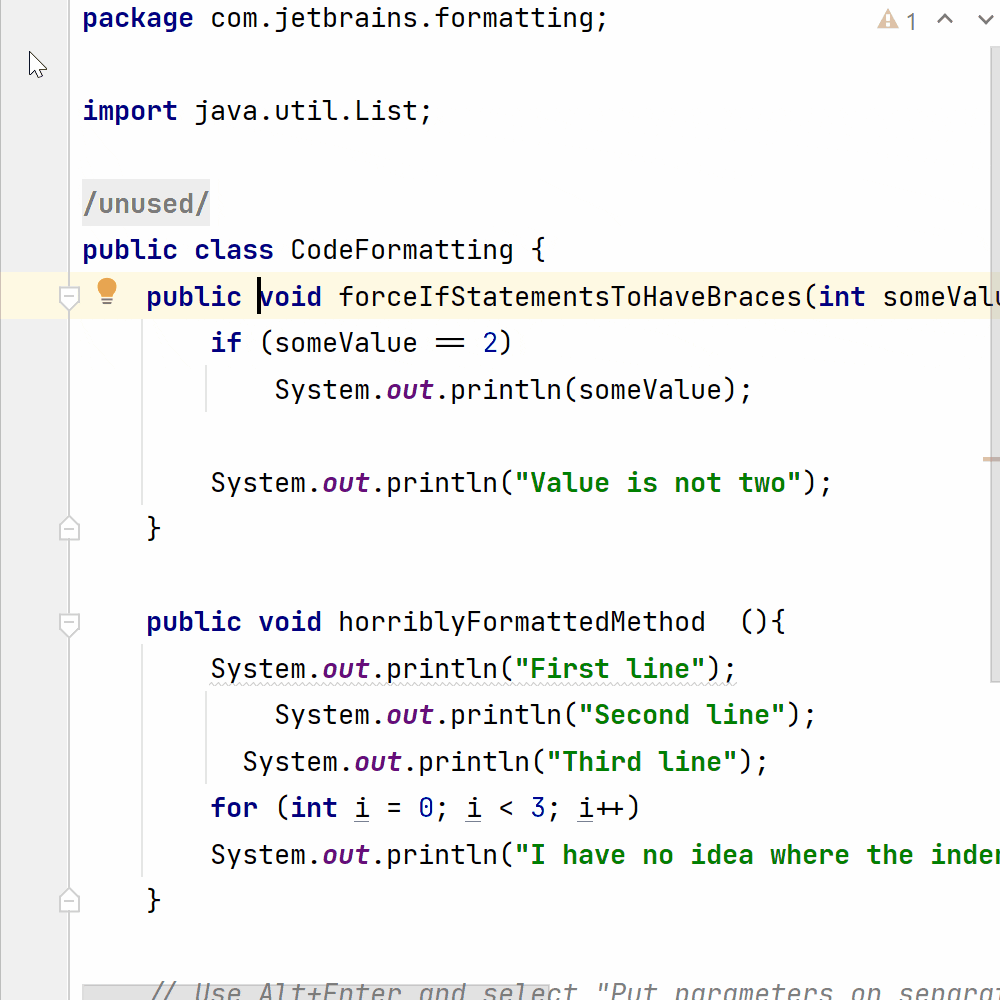 package com.jetbrains.formatting;
1
import java.util.List;
/unused/
public class CodeFormatting {
public void forceIfStatementsToHaveBraces(int someValu
if (someValue == 2)
System.out.println(someValue);
System.out.println("Value is not two");
}
public void horriblyFormattedMethod  (){
System.out.println("First line");
System.out.println("Second line");
System.out.println("Third line");
for (int i = 0; i < 3; i++)
System.out.println("I have no idea where the inden
}
// Use Alt+Enter and select "Put parameters on separat